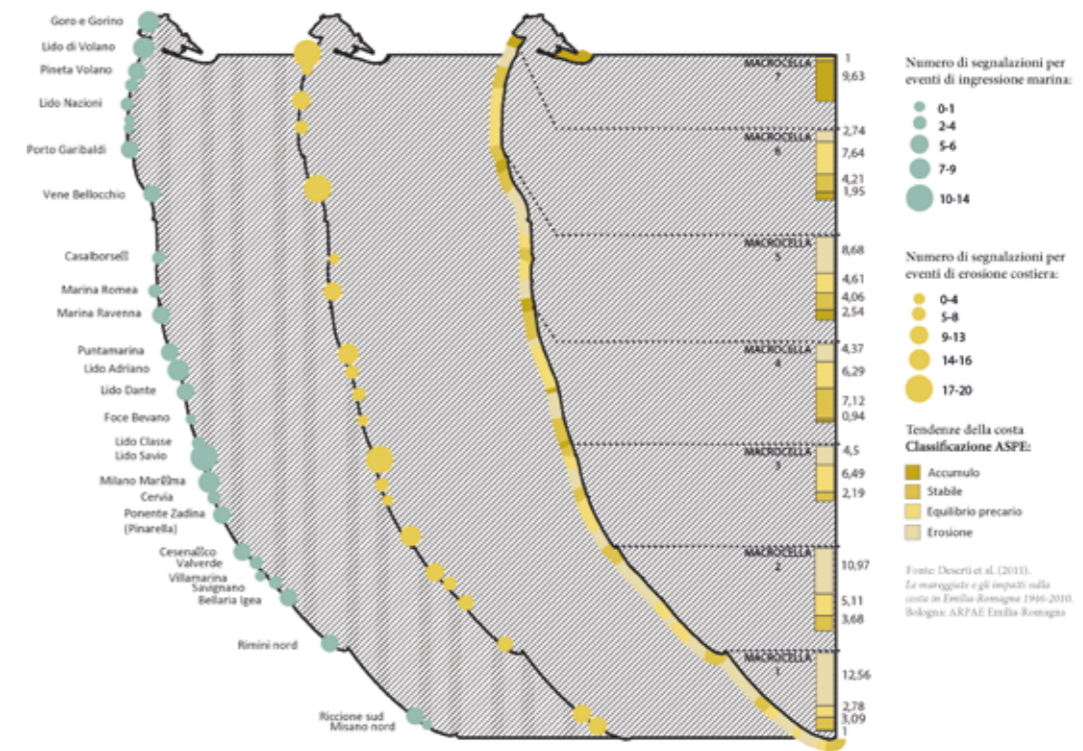 Goro e Gorino
Lido di Volano
Pineta Volano
Lido Nazioni
Porto Garibaldi
Vene Bellocchio
Marina Romea
Marina Ravenna
Puntamarina
Lido Adriano
Lido Dante
Foce Bevano
Lido Classe
Lido Savio
Milano
Cervia
Ponente Zadina
(Pinarella)
Valverde
Villamarina
Savignano
Bellaria Igea
Rimini nord
Riccione sud
Misano nord
MACROCELLA
7
1
9,63
MACROCELLA
6
2,74
7,64
4,21
1,95
MACROCELLA
5
8,68
4,61
4,06
2,54
MACROCELLA
4
4,37
6,29
7,12
0,94
MACROCELLA
3
4,5
6,49
2,19
MACROCELLA
2
10,97
5,11
3,68
MACROCELLA
1
12,56
2,78
3,09
1
Numero di segnalazioni per
eventi di ingressione marina:
0-1
2-4
5-6
7-9
10-14
Numero di segnalazioni per
eventi di erosione costiera:
0-4
5-8
9-13
14-16
17-20
Tendenze della costa
Classificazione ASPE:
Accumulo
Stabile
Equilibrio precario
Erosione
Fonte: Deserti et al. (2011).
Le mareggiate e gli impatti sulla
costa in Emilia-Romagna 1946-2010.
Bologna: ARPAE Emilia-Romagna